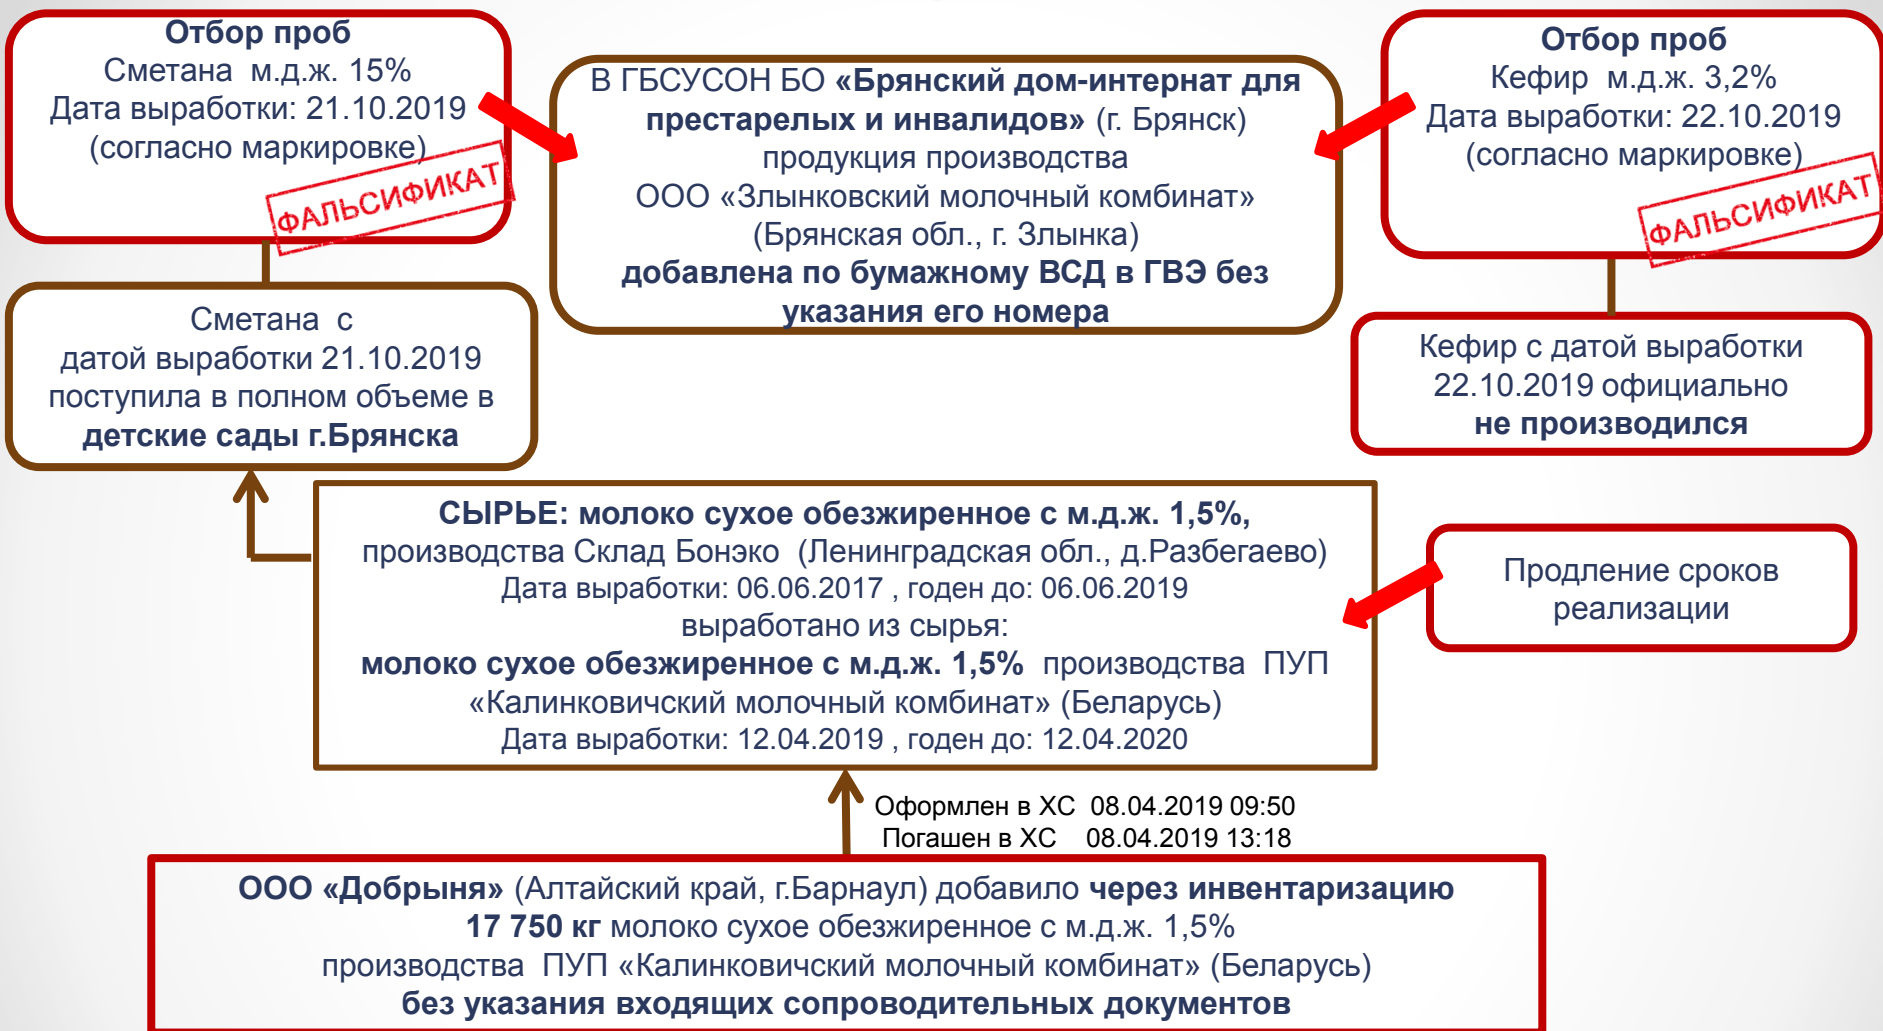 Отбор проб
Сметана м.д.ж. 15%
Дата выработки: 21.10.2019
(согласно маркировке)
ФАЛЬСИФИКАТ
В ГБСУСОН БО «Брянский дом-интернат для
престарелых и инвалидов» (г. Брянск)
продукция производства
ООО «Злынковский молочный комбинат»
(Брянская обл., г. Злынка)
добавлена по бумажному ВСД в ГВЭ без
указания его номера
Отбор проб
Кефир м.д.ж. 3,2%
Дата выработки: 22.10.2019
(согласно маркировке)
ФАЛЬСИФИКАТ
Сметана с
датой выработки 21.10.2019
поступила в полном объеме в
детские сады г.Брянска
Кефир с датой выработки
22.10.2019 официально
не производился
СЫРЬЕ: молоко сухое обезжиренное с м.д.ж. 1,5%,
производства Склад Бонэко (Ленинградская обл., д.Разбегаево)
Дата выработки: 06.06.2017 , годен до: 06.06.2019
выработано из сырья:
молоко сухое обезжиренное с м.д.ж. 1,5% производства ПУП
«Калинковичский молочный комбинат» (Беларусь)
Дата выработки: 12.04.2019 , годен до: 12.04.2020
Продление сроков
реализации
Оформлен в ХС 08.04.2019 09:50
Погашен в ХС 08.04.2019 13:18
ООО «Добрыня» (Алтайский край, г.Барнаул) добавило через инвентаризацию
17 750 кг молоко сухое обезжиренное с м.д.ж. 1,5%
производства ПУП «Калинковичский молочный комбинат» (Беларусь)
без указания входящих сопроводительных документов